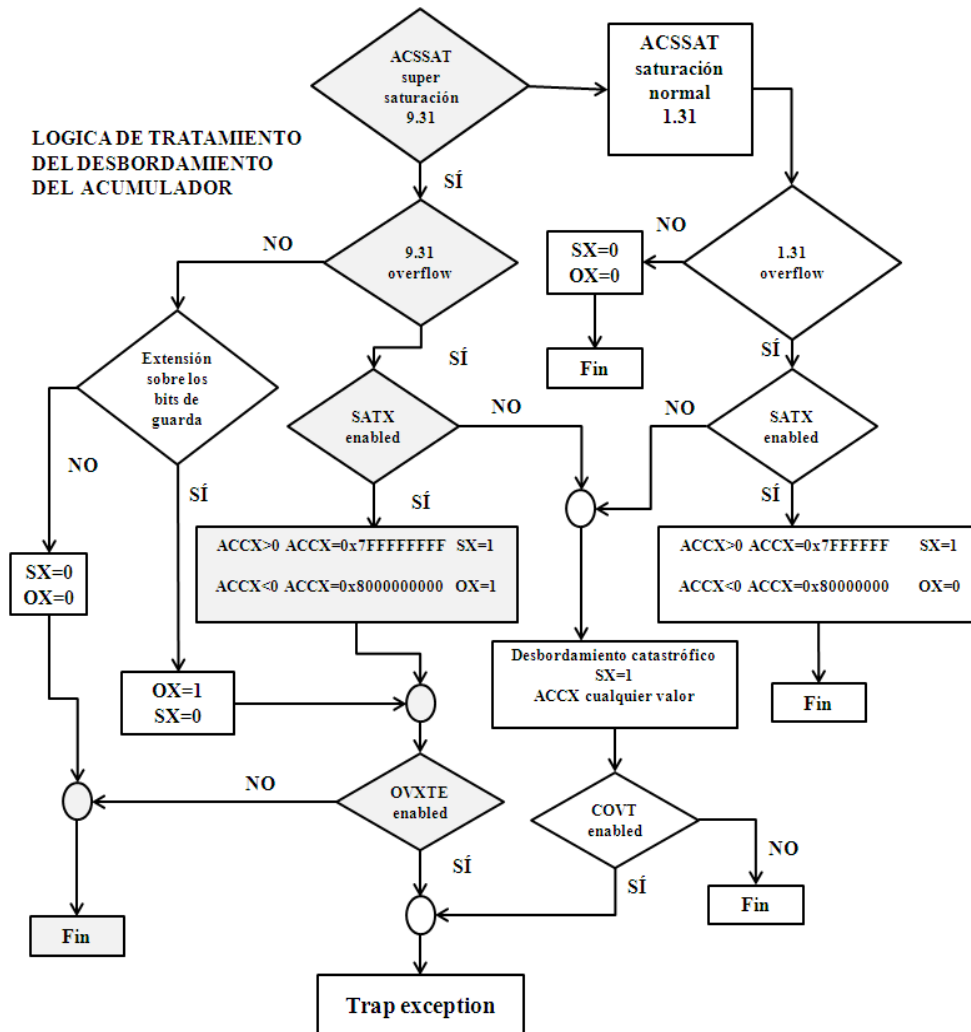 ACSSAT
super
saturación
9.31
ACSSAT
saturación
normal
1.31
LOGICA DE TRATAMIENTO
DEL DESBORDAMIENTO
DEL ACUMULADOR
SÍ
NO
9.31
overflow
SX=0
OX=0
NO
1.31
overflow
Fin
SÍ
SÍ
Extensión
sobre los
bits de
guarda
SATX
enabled
NO
NO
SATX
enabled
NO
SÍ
SÍ
SÍ
ACCX>0 ACCX=0x7FFFFFFFF SX=1
ACCX<0 ACCX=0x8000000000 OX=1
ACCX>0 ACCX=0x7FFFFFF SX=1
ACCX<0 ACCX=0x80000000 OX=0
SX=0
OX=0
Desbordamiento catastrófico
SX=1
ACCX cualquier valor
OX=1
SX=0
Fin
NO
OVXTE
enabled
COVT
enabled
NO
SÍ
SÍ
Fin
Fin
Trap exception